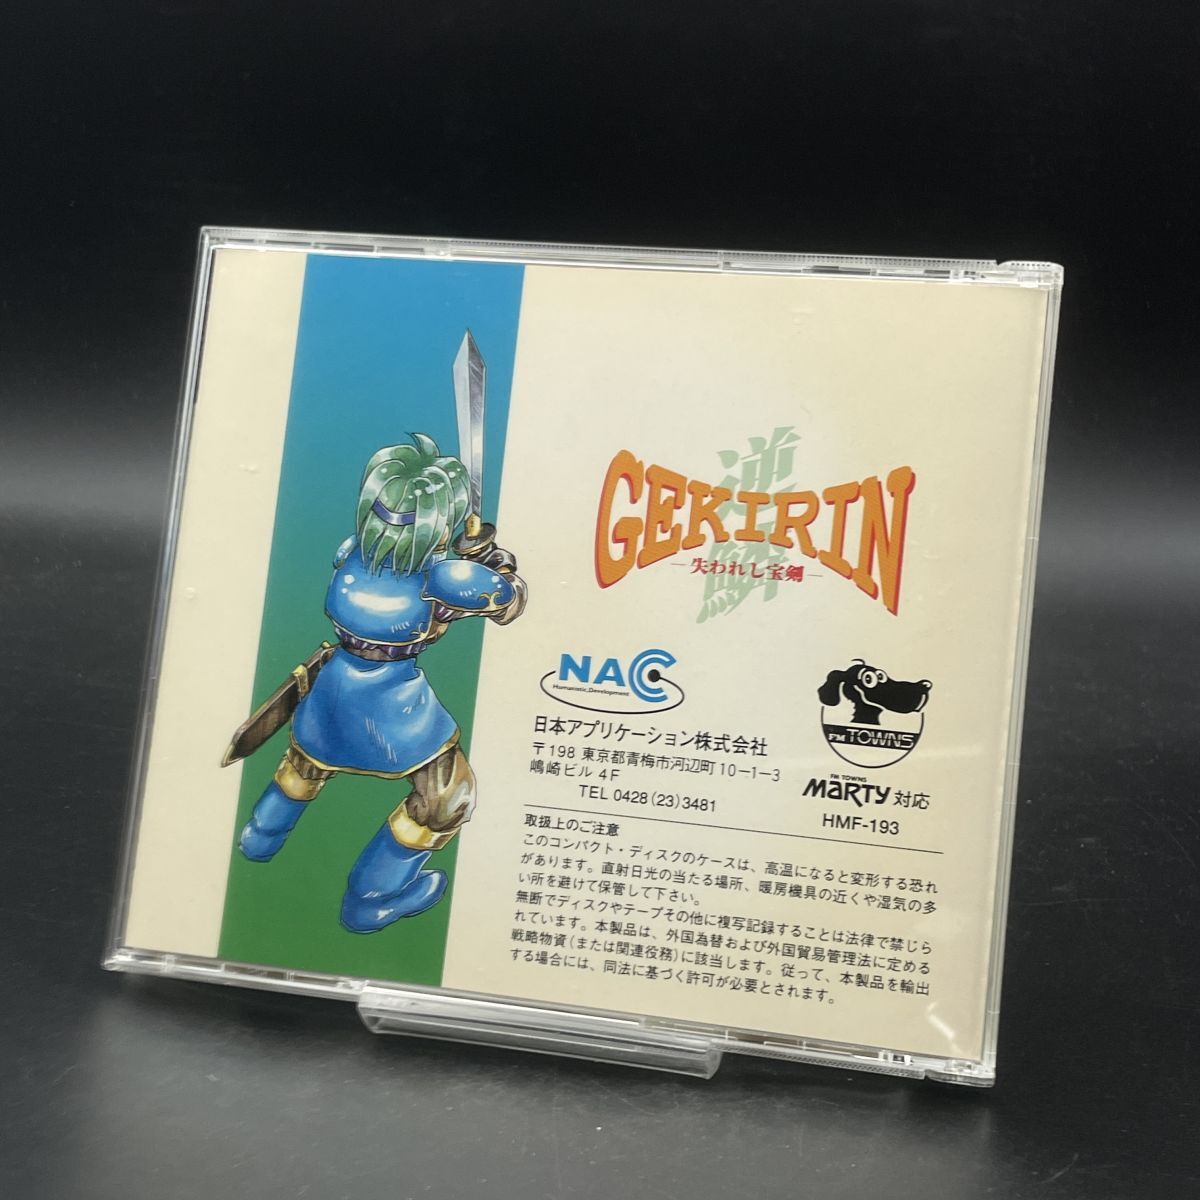 逆鱗
GEKIRIN
―失われし宝剣―
NAC
Humanistic,Development
日本アプリケーション株式会社
〒198 東京都青梅市河辺町10-1-3
嶋崎ビル 4F
TEL 0428(23)3481
FM TOWNS
FM TOWNS
MARTY 対応
HMF-193
取扱上のご注意
このコンパクト・ディスクのケースは、高温になると変形する恐れ
があります。直射日光の当たる場所、暖房機具の近くや湿気の多
い所を避けて保管して下さい。
無断でディスクやテープその他に複写記録することは法律で禁じら
れています。本製品は、外国為替および外国貿易管理法に定める
戦略物資(または関連役務)に該当します。従って、本製品を輸出
する場合には、同法に基づく許可が必要とされます。